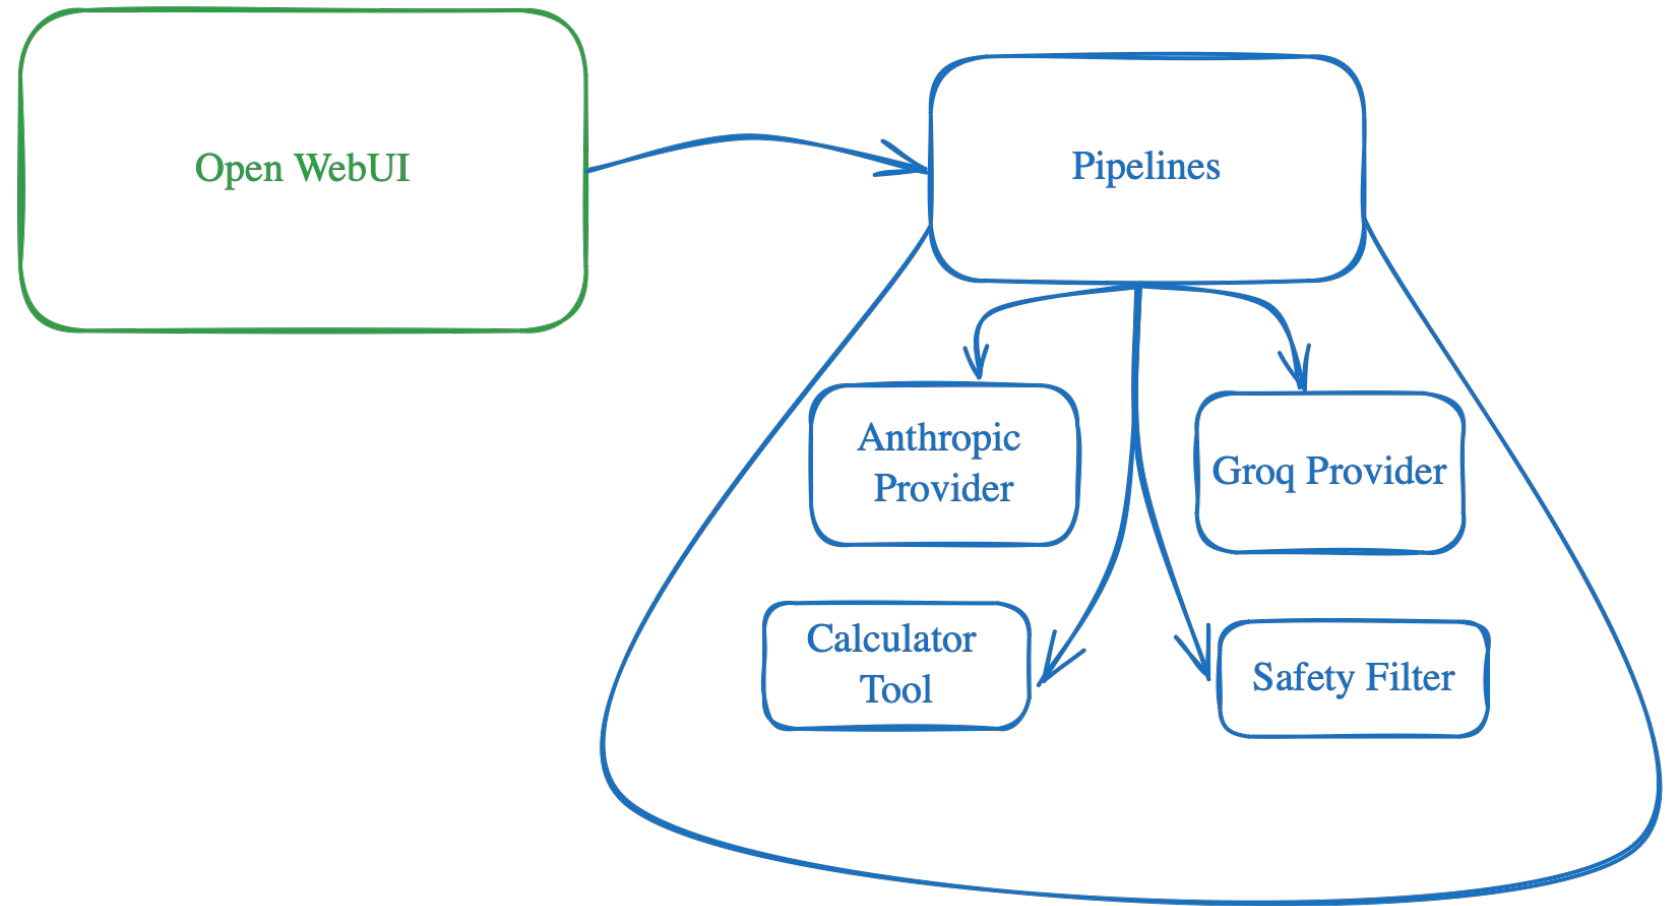 Open WebUI
Pipelines
Anthropic
Provider
Groq Provider
Calculator
Tool
Safety Filter